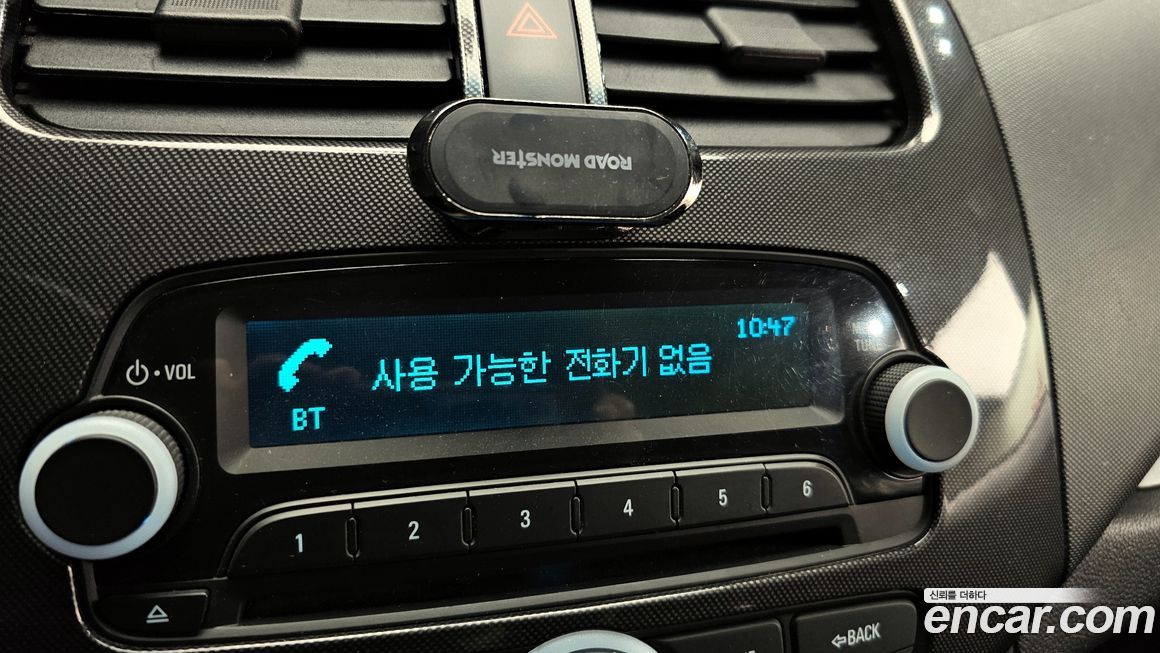 ROAD MONSTER
10:47
사용 가능한 전화기 없음
BT
VOL
MENU
TUNE
1 2 3 4 5 6
BACK
신뢰를 더하다
encar.com